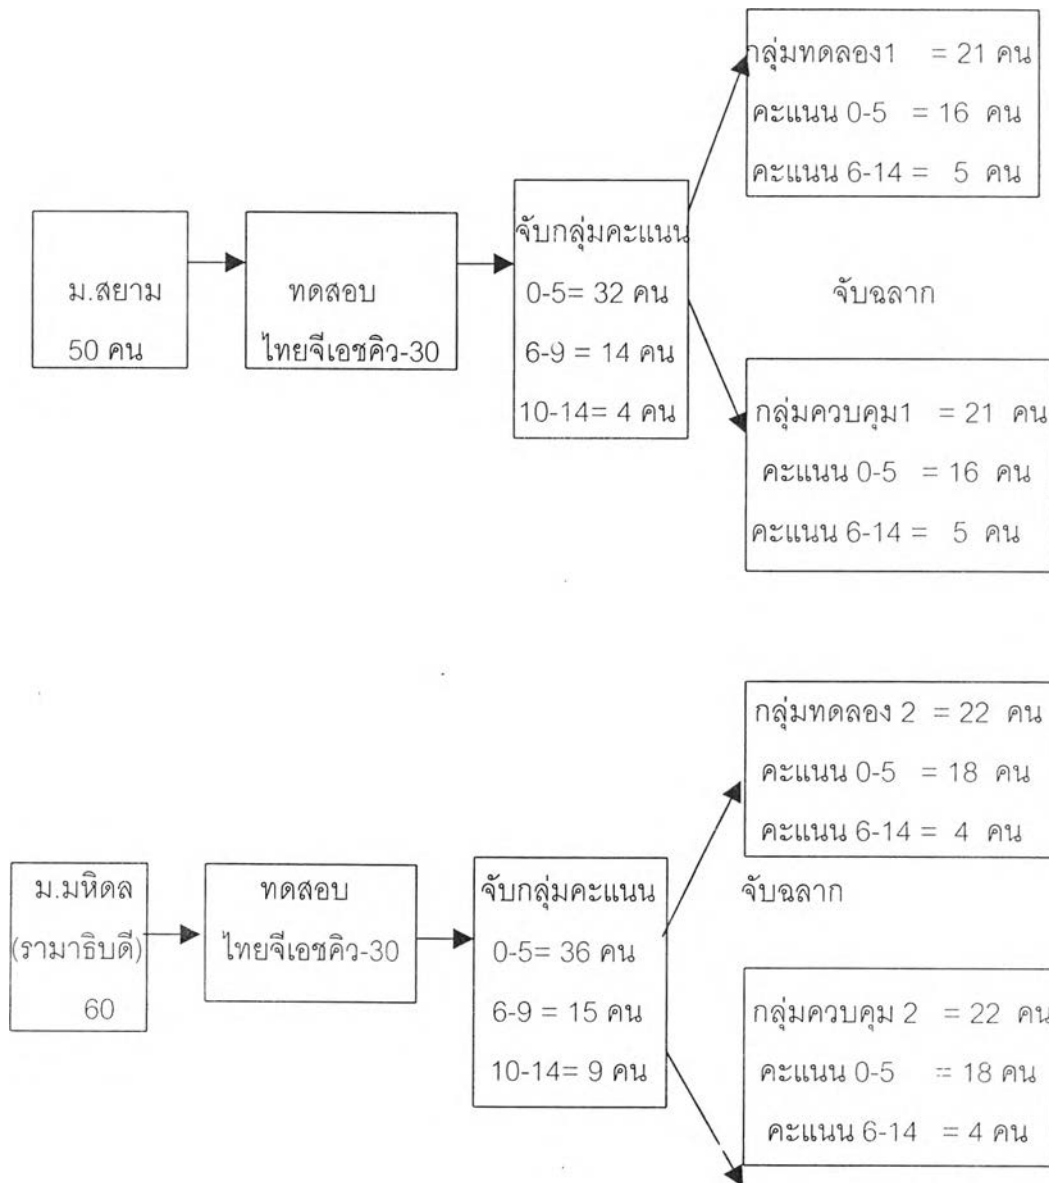 ม.สยาม
50 คน
ทดสอบ
ไทยจีเอชคิว-30
จับกลุ่มคะแนน
0-5= 32 คน
6-9 = 14 คน
10-14= 4 คน
กลุ่มทดลอง1 = 21 คน
คะแนน 0-5 = 16 คน
คะแนน 6-14 = 5 คน
จับฉลาก
กลุ่มควบคุม1 = 21 คน
คะแนน 0-5 = 16 คน
คะแนน 6-14 = 5 คน
ม.มหิดล
(รามาธิบดี)
60
ทดสอบ
ไทยจีเอชคิว-30
จับกลุ่มคะแนน
0-5= 36 คน
6-9 = 15 คน
10-14= 9 คน
กลุ่มทดลอง 2 = 22 คน
คะแนน 0-5 = 18 คน
คะแนน 6-14 = 4 คน
จับฉลาก
กลุ่มควบคุม 2 = 22 คน
คะแนน 0-5 = 18 คน
คะแนน 6-14 = 4 คน